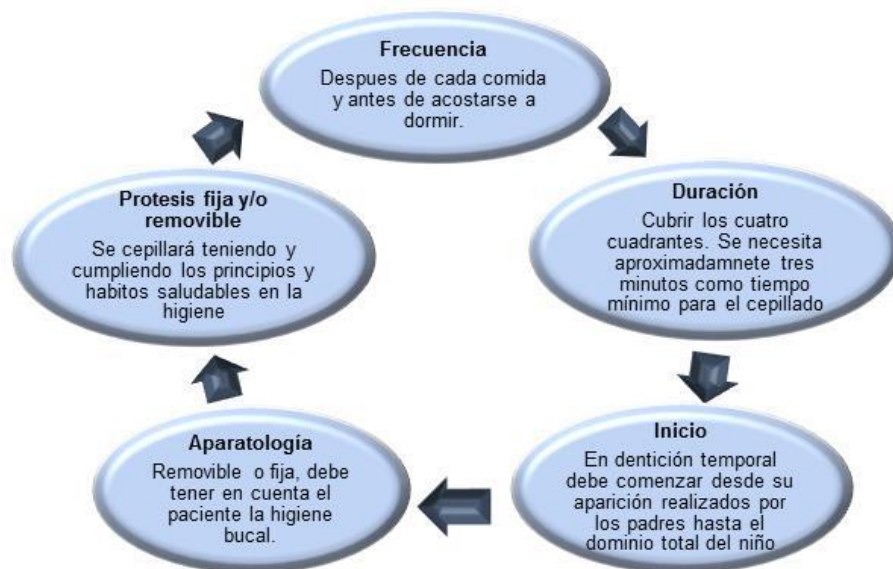 Frecuencia
Despues de cada comida
y antes de acostarse a
dormir.
Duración
Cubrir los cuatro
cuadrantes. Se necesita
aproximadamnete tres
minutos como tiempo
mínimo para el cepillado
Inicio
En dentición temporal
debe comenzar desde su
aparición realizados por
los padres hasta el
dominio total del niño
Aparatología
Removible o fija, debe
tener en cuenta el
paciente la higiene
bucal.
Protesis fija y/o
removible
Se cepillará teniendo y
cumpliendo los principios y
habitos saludables en la
higiene